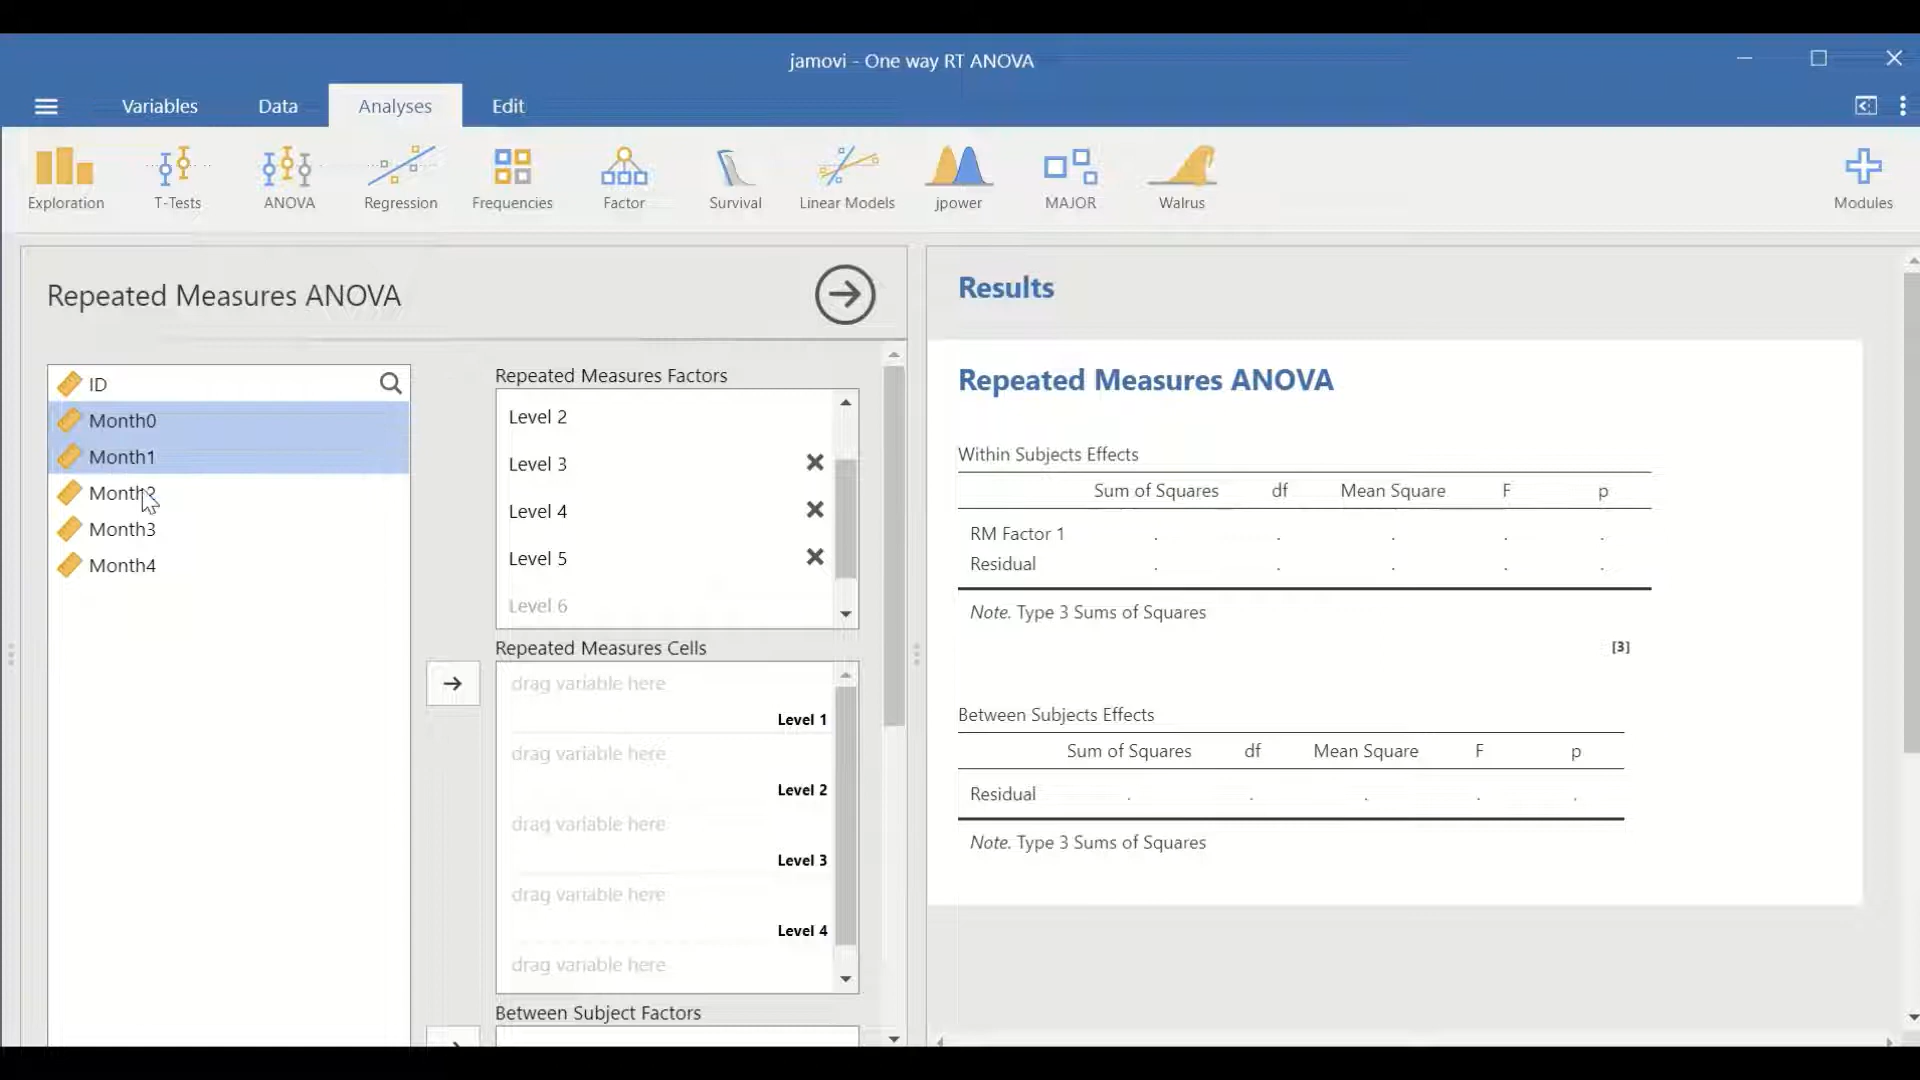 jamovi - One way RT ANOVA
Variables Data Analyses Edit
Exploration T-Tests ANOVA Regression Frequencies Factor Survival Linear Models jpower MAJOR Walrus Modules
Repeated Measures ANOVA
ID
Month0
Month1
Month2
Month3
Month4
Repeated Measures Factors
Level 2
Level 3
Level 4
Level 5
Level 6
Repeated Measures Cells
drag variable here
Level 1
drag variable here
Level 2
drag variable here
Level 3
drag variable here
Level 4
drag variable here
Between Subject Factors
Results
Repeated Measures ANOVA
Within Subjects Effects
Sum of Squares df Mean Square F p
RM Factor 1 . . . . .
Residual . . . . .
Note. Type 3 Sums of Squares
[3]
Between Subjects Effects
Sum of Squares df Mean Square F p
Residual . . . . .
Note. Type 3 Sums of Squares